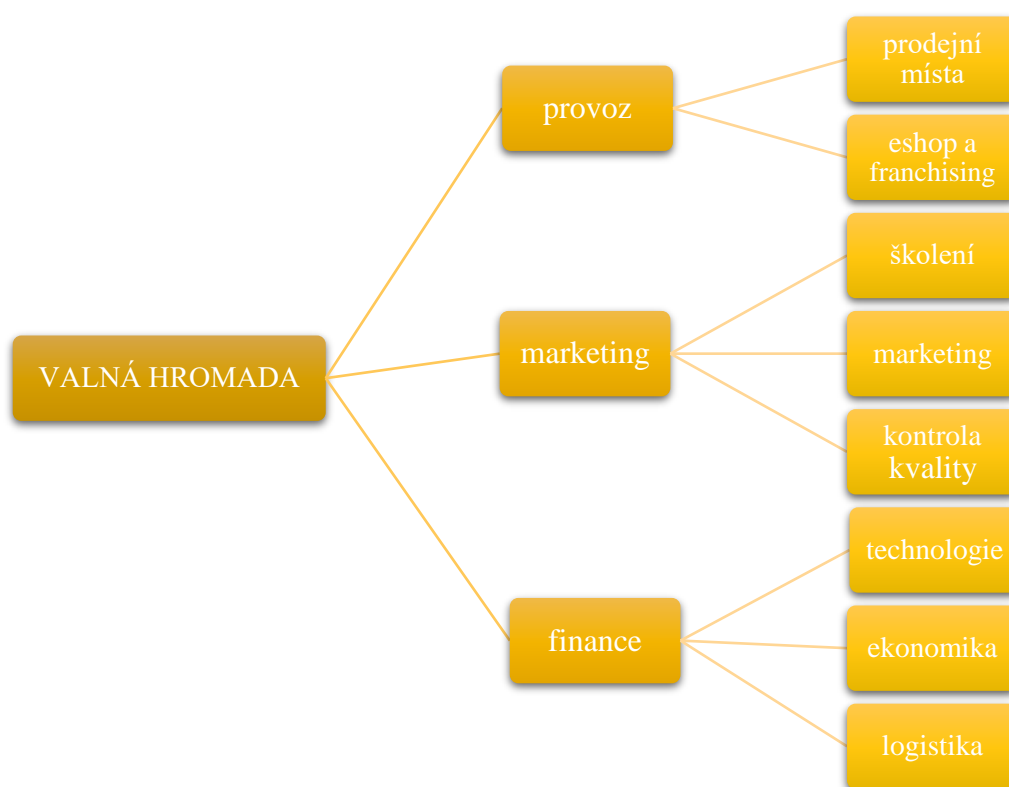 prodejní
místa
provoz
eshop a
franchising
školení
marketing
VALNÁ HROMADA
marketing
kontrola
kvality
technologie
finance
ekonomika
logistika